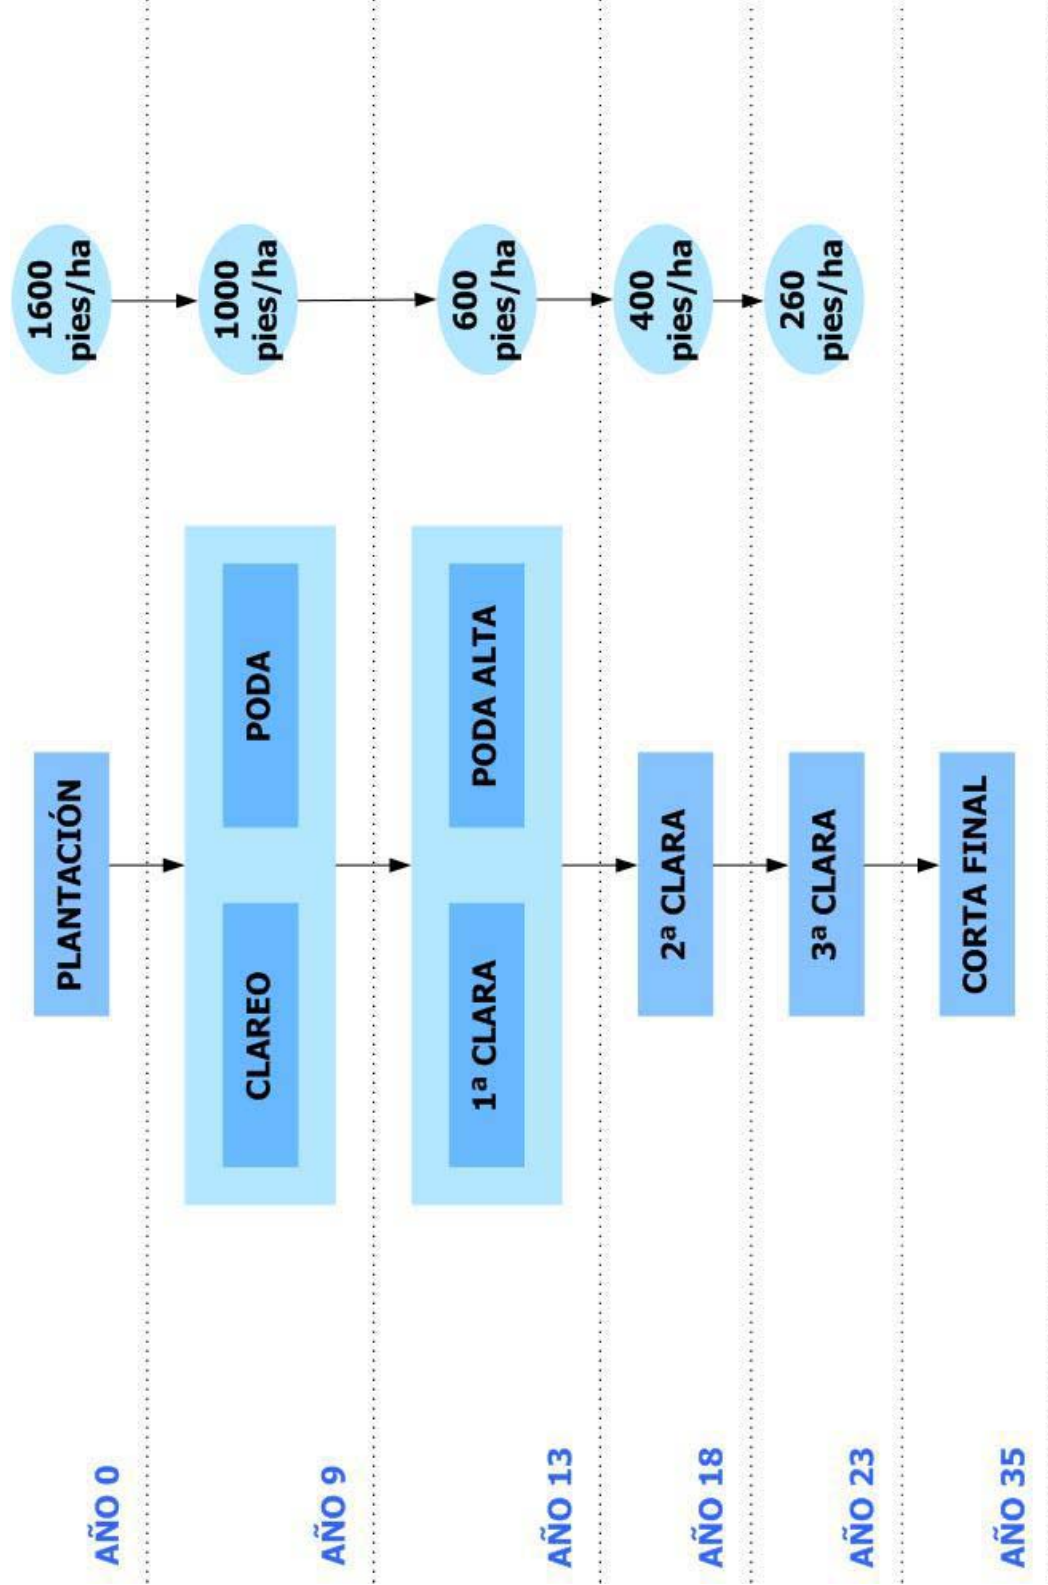 AÑO 0
PLANTACIÓN
1600
pies/ha
AÑO 9
CLAREO
PODA
1000
pies/ha
AÑO 13
1ª CLARA
PODA ALTA
600
pies/ha
AÑO 18
2ª CLARA
400
pies/ha
AÑO 23
3ª CLARA
260
pies/ha
AÑO 35
CORTA FINAL